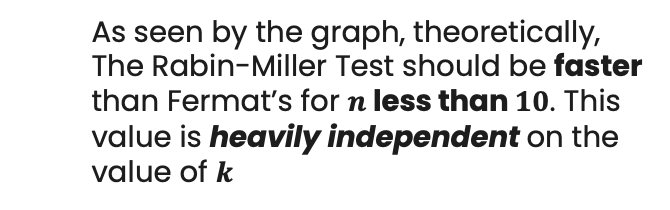 As seen by the graph, theoretically,
The Rabin-Miller Test should be faster
than Fermat's for n less than 10. This
value is heavily independent on the
value of k